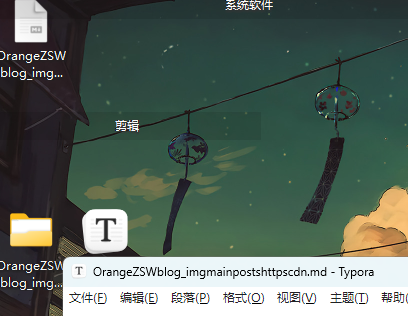 系统软件
OrangeZSW
blog_img...
剪辑
OrangeZSW
blog_img...
T
T OrangeZSWblog_imgmainpostshttpscdn.md - Typora
文件(F) 编辑(E) 段落(P) 格式(O) 视图(V) 主题(T) 帮助(